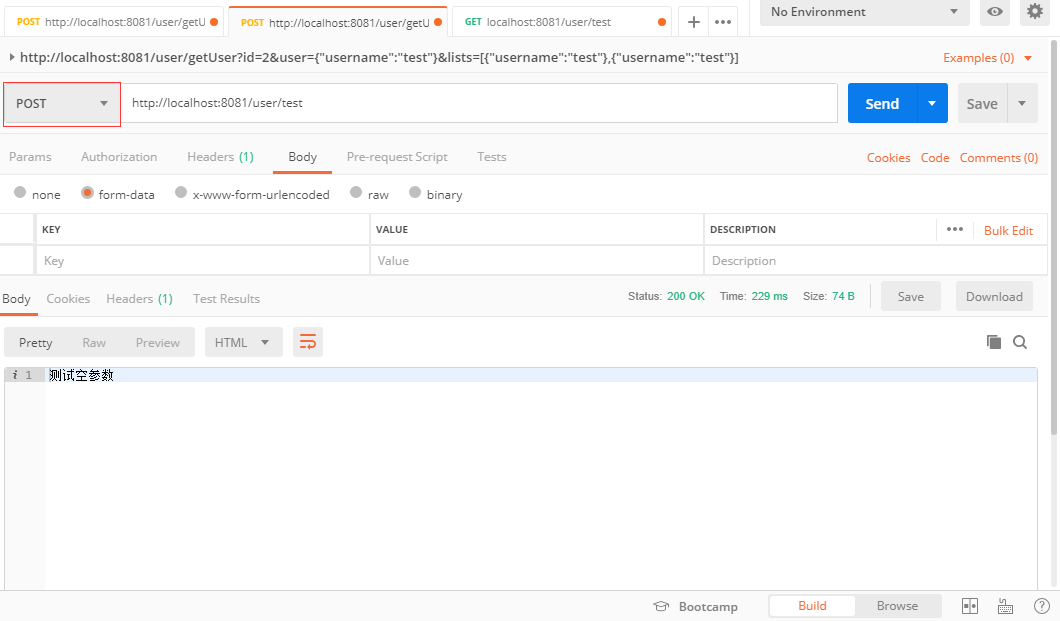 POST http://localhost:8081/user/getU POST http://localhost:8081/user/getU GET localhost:8081/user/test No Environment
http://localhost:8081/user/getUser?id=2&user={"username":"test"}&lists=[{"username":"test"},{"username":"test"}] Examples (0)
POST http://localhost:8081/user/test Send Save
Params Authorization Headers (1) Body Pre-request Script Tests Cookies Code Comments (0)
none form-data x-www-form-urlencoded raw binary
KEY VALUE DESCRIPTION Bulk Edit
Key Value Description
Body Cookies Headers (1) Test Results Status: 200 OK Time: 229 ms Size: 74 B Save Download
Pretty Raw Preview HTML
i 1 测试空参数
Bootcamp Build Browse